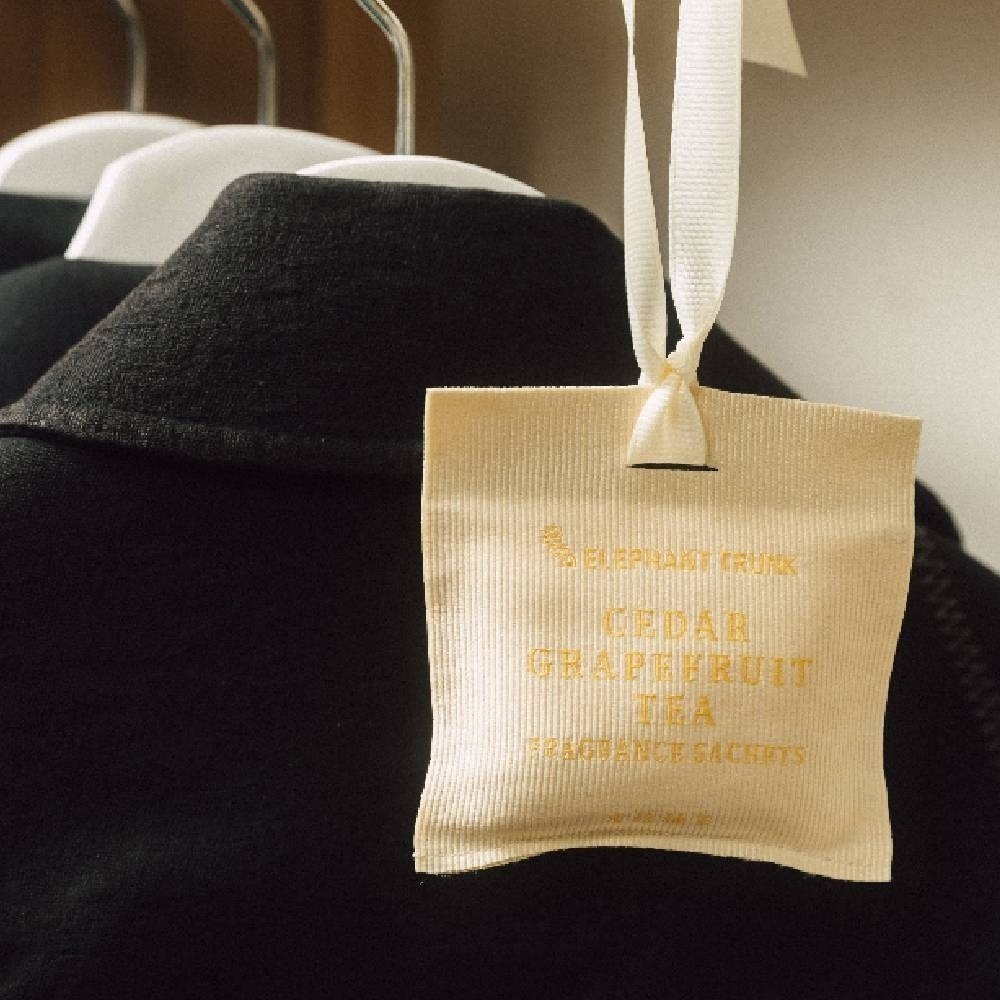 ELEPHANT TRUNK
CEDAR
GRAPEFRUIT
TEA
FRAGRANCE SACHETS